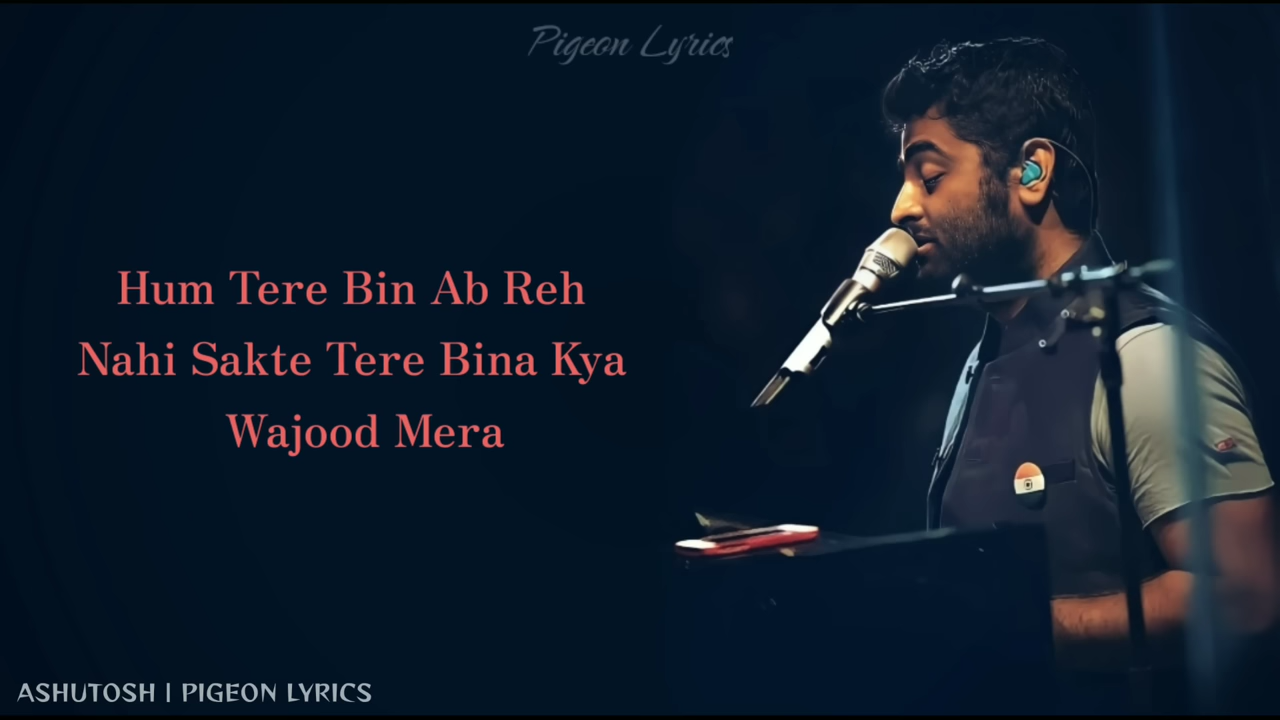 Pigeon Lyrics
Hum Tere Bin Ab Reh
Nahi Sakte Tere Bina Kya
Wajood Mera
ASHUTOSH | PIGEON LYRICS